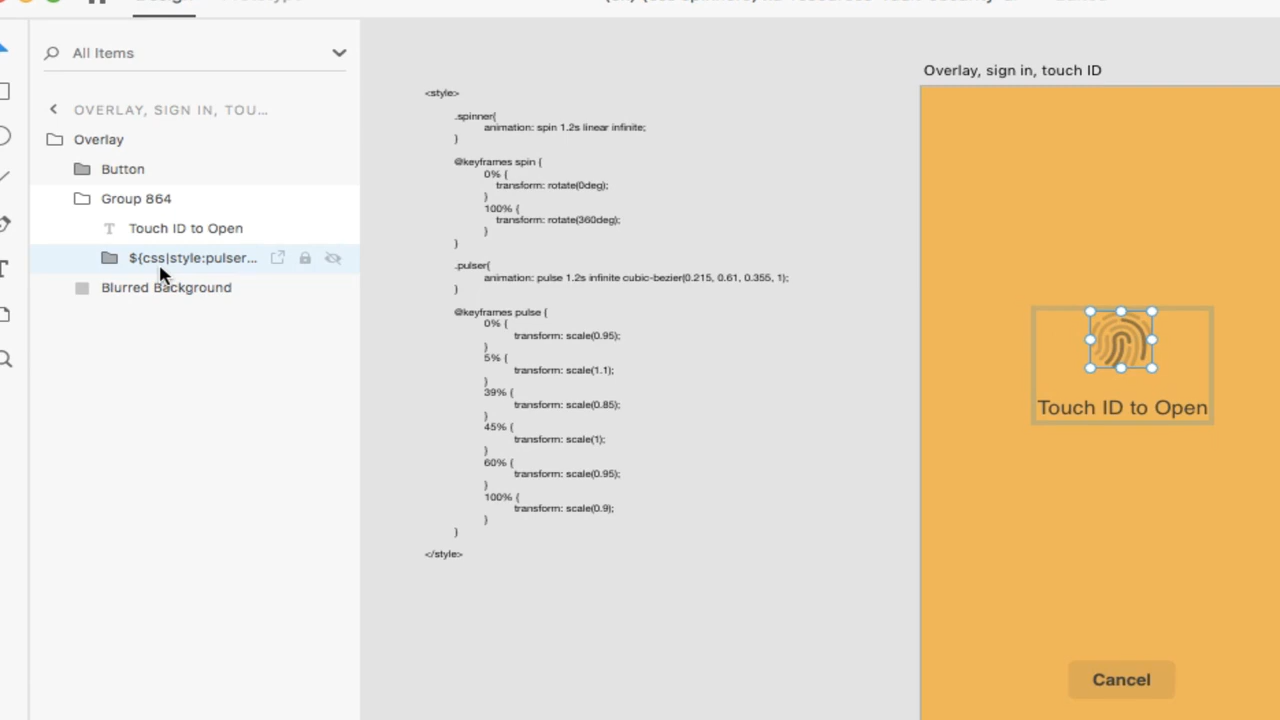 Design
All Items
OVERLAY, SIGN IN, TOU...
Overlay
Button
Group 864
Touch ID to Open
${css|style:pulser...
Blurred Background
<style>
.spinner{
animation: spin 1.2s linear infinite;
}
@keyframes spin {
0% {
transform: rotate(0deg);
}
100% {
transform: rotate(360deg);
}
}
.pulser{
animation: pulse 1.2s infinite cubic-bezier(0.215, 0.61, 0.355, 1);
}
@keyframes pulse {
0% {
transform: scale(0.95);
}
5% {
transform: scale(1.1);
}
39% {
transform: scale(0.85);
}
45% {
transform: scale(1);
}
60% {
transform: scale(0.95);
}
100% {
transform: scale(0.9);
}
}
</style>
Overlay, sign in, touch ID
Touch ID to Open
Cancel